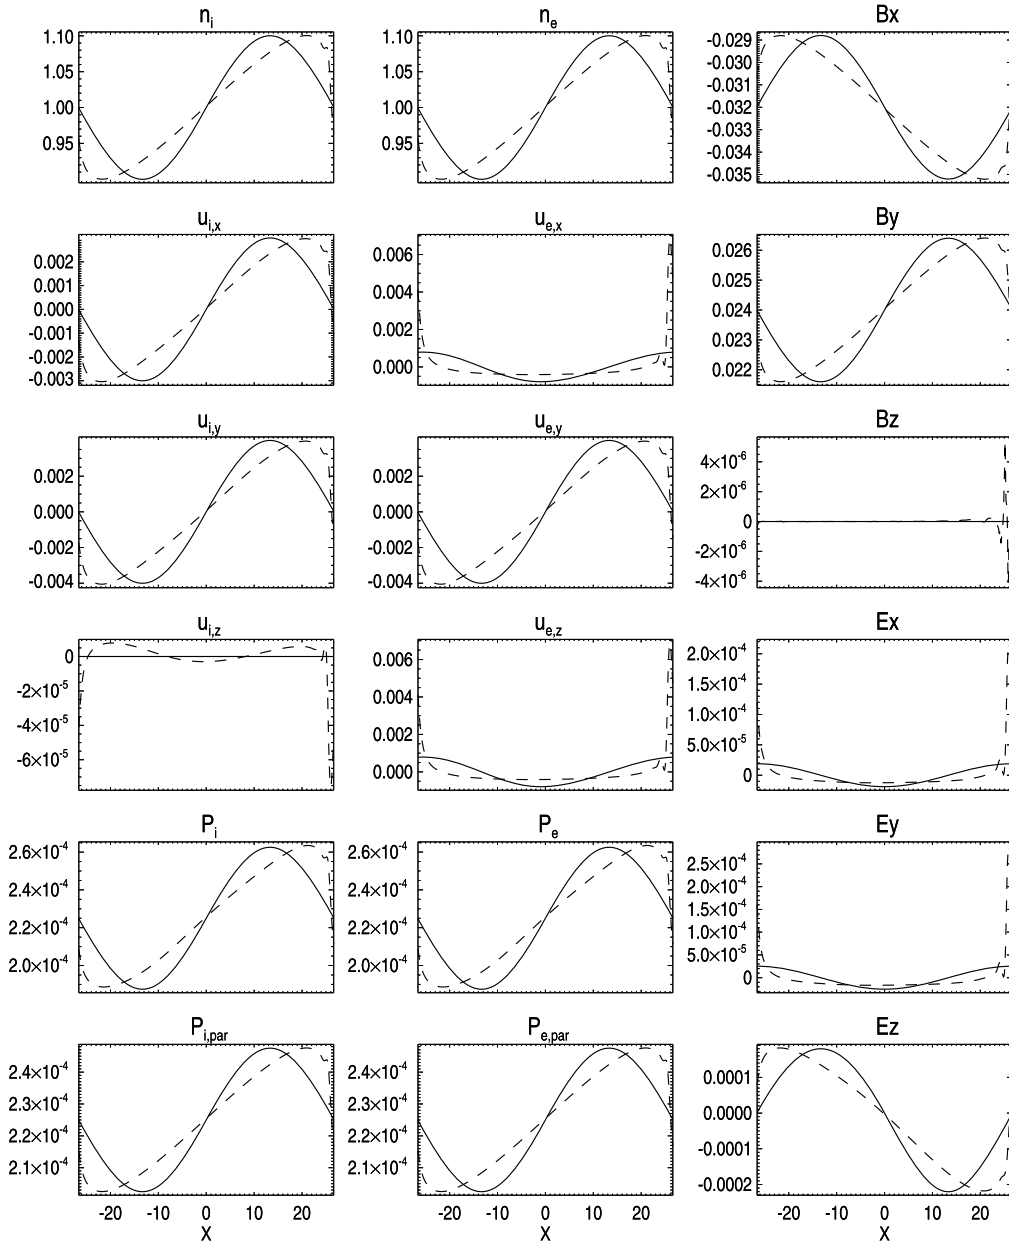 n_i n_e Bx
1.10 1.10 -0.029
1.05 1.05 -0.030
-0.031
1.00 1.00 -0.032
-0.033
0.95 0.95 -0.034
-0.035
u_i,x u_e,x By
0.002 0.006 0.026
0.001 0.025
0.000 0.004 0.024
-0.001 0.002 0.023
-0.002 0.000 0.022
-0.003
u_i,y u_e,y Bz
0.002 0.002 4×10⁻⁶
2×10⁻⁶
0.000 0.000 0
-0.002 -0.002 -2×10⁻⁶
-0.004 -0.004 -4×10⁻⁶
u_i,z u_e,z Ex
0 0.006 2.0×10⁻⁴
-2×10⁻⁵ 0.004 1.5×10⁻⁴
-4×10⁻⁵ 0.002 1.0×10⁻⁴
-6×10⁻⁵ 0.000 5.0×10⁻⁵
0
P_i P_e Ey
2.6×10⁻⁴ 2.6×10⁻⁴ 2.5×10⁻⁴
2.4×10⁻⁴ 2.4×10⁻⁴ 2.0×10⁻⁴
1.5×10⁻⁴
2.2×10⁻⁴ 2.2×10⁻⁴ 1.0×10⁻⁴
2.0×10⁻⁴ 2.0×10⁻⁴ 5.0×10⁻⁵
0
P_i,par P_e,par Ez
2.4×10⁻⁴ 2.4×10⁻⁴ 0.0001
2.3×10⁻⁴ 2.3×10⁻⁴ 0.0000
2.2×10⁻⁴ 2.2×10⁻⁴ -0.0001
2.1×10⁻⁴ 2.1×10⁻⁴ -0.0002
-20 -10 0 10 20 -20 -10 0 10 20 -20 -10 0 10 20
X X X